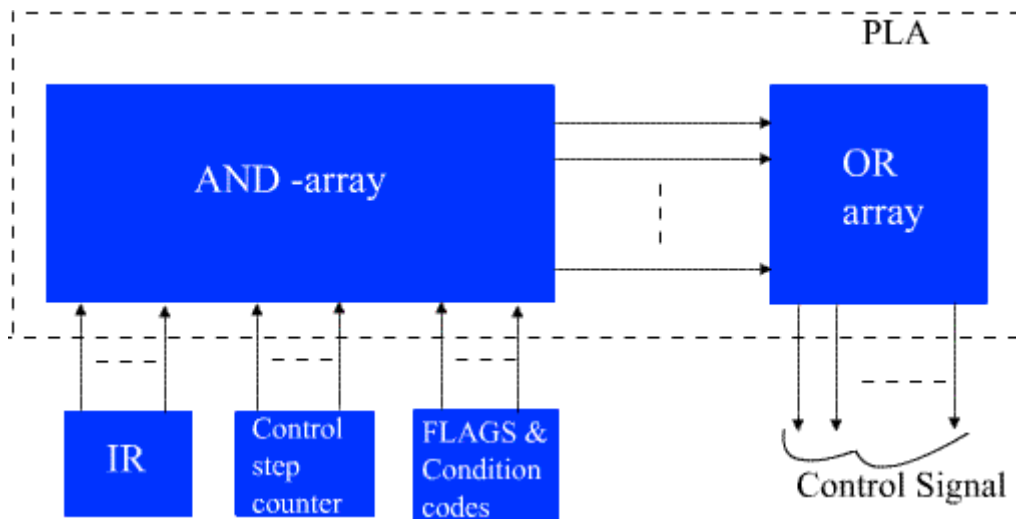 PLA
AND -array
OR
array
IR
Control
step
counter
FLAGS &
Condition
codes
Control Signal